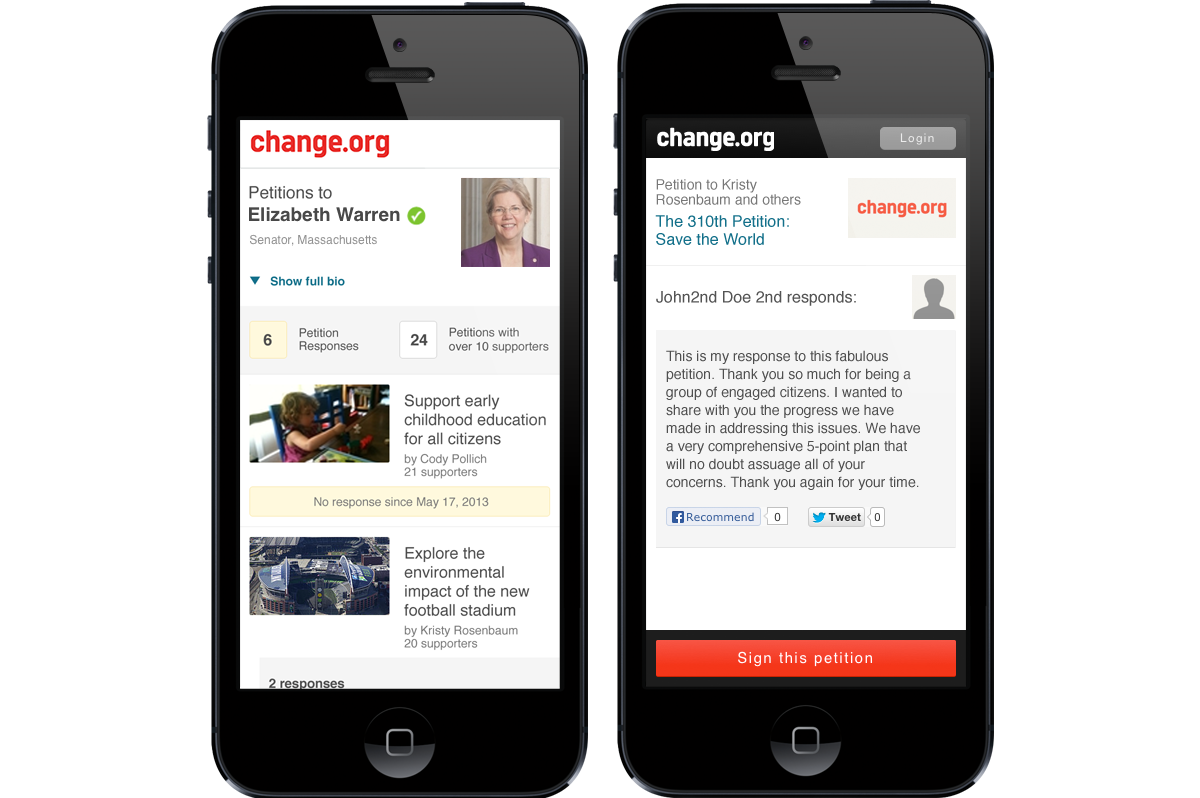 change.org
Petitions to
Elizabeth Warren
Senator, Massachusetts
Show full bio
6
Petition
Responses
24
Petitions with
over 10 supporters
Support early
childhood education
for all citizens
by Cody Pollich
21 supporters
No response since May 17, 2013
Explore the
environmental
impact of the new
football stadium
by Kristy Rosenbaum
20 supporters
2 responses
change.org
Login
Petition to Kristy
Rosenbaum and others
The 310th Petition:
Save the World
change.org
John2nd Doe 2nd responds:
This is my response to this fabulous
petition. Thank you so much for being a
group of engaged citizens. I wanted to
share with you the progress we have
made in addressing this issues. We have
a very comprehensive 5-point plan that
will no doubt assuage all of your
concerns. Thank you again for your time.
Recommend 0 Tweet 0
Sign this petition